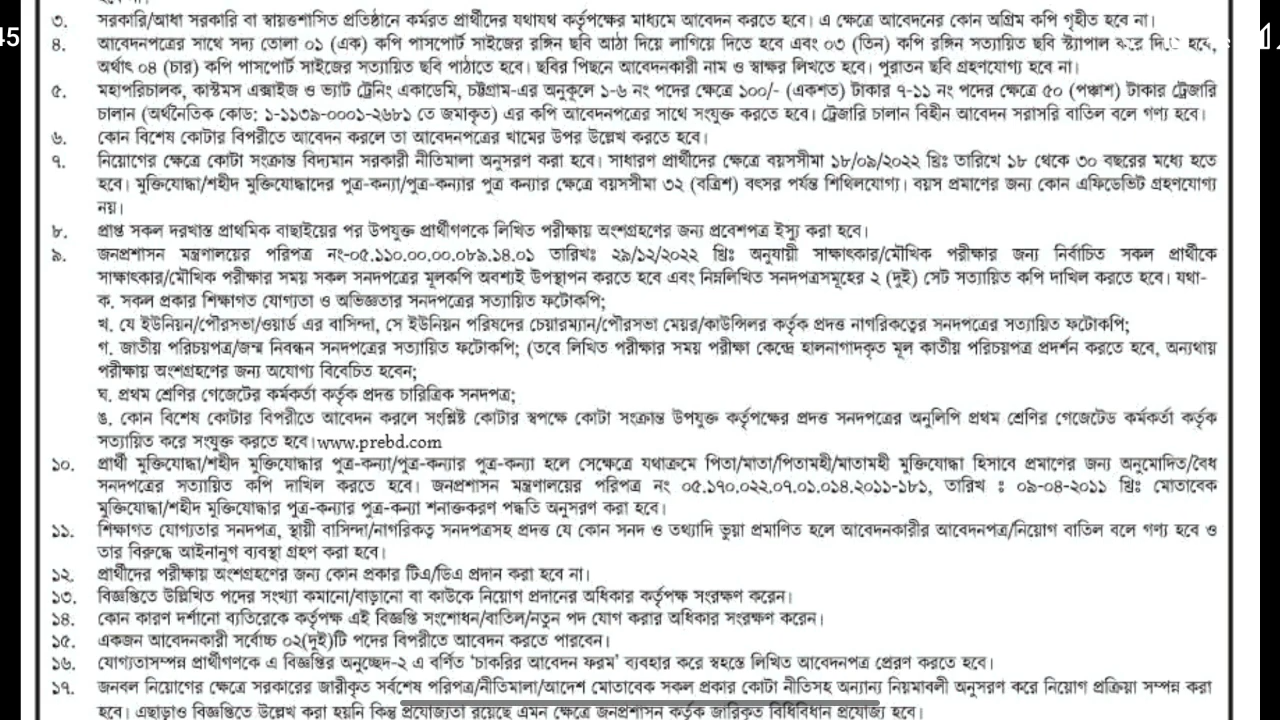 45
৩. সরকারি/আধা সরকারি বা স্বায়ত্তশাসিত প্রতিষ্ঠানে কর্মরত প্রার্থীদের যথাযথ কর্তৃপক্ষের মাধ্যমে আবেদন করতে হবে। এ ক্ষেত্রে আবেদনের কোন অগ্রিম কপি গৃহীত হবে না।
৪. আবেদনপত্রের সাথে সদ্য তোলা ০১ (এক) কপি পাসপোর্ট সাইজের রঙ্গিন ছবি আঠা দিয়ে লাগিয়ে দিতে হবে এবং ০৩ (তিন) কপি রঙ্গিন সত্যায়িত ছবি স্ট্যাপাল করে দিতে হবে,
অর্থাৎ ০৪ (চার) কপি পাসপোর্ট সাইজের সত্যায়িত ছবি পাঠাতে হবে। ছবির পিছনে আবেদনকারী নাম ও স্বাক্ষর লিখতে হবে। পুরাতন ছবি গ্রহণযোগ্য হবে না।
৫. মহাপরিচালক, কাস্টমস এক্সাইজ ও ভ্যাট ট্রেনিং একাডেমি, চট্টগ্রাম-এর অনুকূলে ১-৬ নং পদের ক্ষেত্রে ১০০/- (একশত) টাকার ৭-১১ নং পদের ক্ষেত্রে ৫০ (পঞ্চাশ) টাকার ট্রেজারি
চালান (অর্থনৈতিক কোড: ১-১১৩৯-০০০১-২৬৮১ তে জমাকৃত) এর কপি আবেদনপত্রের সাথে সংযুক্ত করতে হবে। ট্রেজারি চালান বিহীন আবেদন সরাসরি বাতিল বলে গণ্য হবে।
৬. কোন বিশেষ কোটার বিপরীতে আবেদন করলে তা আবেদনপত্রের খামের উপর উল্লেখ করতে হবে।
৭. নিয়োগের ক্ষেত্রে কোটা সংক্রান্ত বিদ্যমান সরকারী নীতিমালা অনুসরণ করা হবে। সাধারণ প্রার্থীদের ক্ষেত্রে বয়সসীমা ১৮/০৯/২০২২ খ্রিঃ তারিখে ১৮ থেকে ৩০ বছরের মধ্যে হতে
হবে। মুক্তিযোদ্ধা/শহীদ মুক্তিযোদ্ধাদের পুত্র-কন্যা/পুত্র-কন্যার পুত্র কন্যার ক্ষেত্রে বয়সসীমা ৩২ (বত্রিশ) বৎসর পর্যন্ত শিথিলযোগ্য। বয়স প্রমাণের জন্য কোন এফিডেভিট গ্রহণযোগ্য
নয়।
৮. প্রাপ্ত সকল দরখাস্ত প্রাথমিক বাছাইয়ের পর উপযুক্ত প্রার্থীগণকে লিখিত পরীক্ষায় অংশগ্রহণের জন্য প্রবেশপত্র ইস্যু করা হবে।
৯. জনপ্রশাসন মন্ত্রণালয়ের পরিপত্র নং-০৫.১১০.০০.০০.০৮৯.১৪.০১ তারিখঃ ২৯/১২/২০২২ খ্রিঃ অনুযায়ী সাক্ষাৎকার/মৌখিক পরীক্ষার জন্য নির্বাচিত সকল প্রার্থীকে
সাক্ষাৎকার/মৌখিক পরীক্ষার সময় সকল সনদপত্রের মূলকপি অবশ্যই উপস্থাপন করতে হবে এবং নিম্নলিখিত সনদপত্রসমূহের ২ (দুই) সেট সত্যায়িত কপি দাখিল করতে হবে। যথা-
ক. সকল প্রকার শিক্ষাগত যোগ্যতা ও অভিজ্ঞতার সনদপত্রের সত্যায়িত ফটোকপি;
খ. যে ইউনিয়ন/পৌরসভা/ওয়ার্ড এর বাসিন্দা, সে ইউনিয়ন পরিষদের চেয়ারম্যান/পৌরসভা মেয়র/কাউন্সিলর কর্তৃক প্রদত্ত নাগরিকত্বের সনদপত্রের সত্যায়িত ফটোকপি;
গ. জাতীয় পরিচয়পত্র/জন্ম নিবন্ধন সনদপত্রের সত্যায়িত ফটোকপি; (তবে লিখিত পরীক্ষার সময় পরীক্ষা কেন্দ্রে হালনাগাদকৃত মূল কাতীয় পরিচয়পত্র প্রদর্শন করতে হবে, অন্যথায়
পরীক্ষায় অংশগ্রহণের জন্য অযোগ্য বিবেচিত হবেন;
ঘ. প্রথম শ্রেণির গেজেটের কর্মকর্তা কর্তৃক প্রদত্ত চারিত্রিক সনদপত্র;
ঙ. কোন বিশেষ কোটার বিপরীতে আবেদন করলে সংশ্লিষ্ট কোটার স্বপক্ষে কোটা সংক্রান্ত উপযুক্ত কর্তৃপক্ষের প্রদত্ত সনদপত্রের অনুলিপি প্রথম শ্রেণির গেজেটেড কর্মকর্তা কর্তৃক
সত্যায়িত করে সংযুক্ত করতে হবে।www.prebd.com
১০. প্রার্থী মুক্তিযোদ্ধা/শহীদ মুক্তিযোদ্ধার পুত্র-কন্যা/পুত্র-কন্যার পুত্র-কন্যা হলে সেক্ষেত্রে যথাক্রমে পিতা/মাতা/পিতামহী/মাতামহী মুক্তিযোদ্ধা হিসাবে প্রমাণের জন্য অনুমোদিত/বৈধ
সনদপত্রের সত্যায়িত কপি দাখিল করতে হবে। জনপ্রশাসন মন্ত্রণালয়ের পরিপত্র নং ০৫.১৭০.০২২.০৭.০১.০১৪.২০১১-১৮১, তারিখ ঃ ০৯-০৪-২০১১ খ্রিঃ মোতাবেক
মুক্তিযোদ্ধা/শহীদ মুক্তিযোদ্ধার পুত্র-কন্যার পুত্র-কন্যা শনাক্তকরণ পদ্ধতি অনুসরণ করা হবে।
১১. শিক্ষাগত যোগ্যতার সনদপত্র, স্থায়ী বাসিন্দা/নাগরিকত্ব সনদপত্রসহ প্রদত্ত যে কোন সনদ ও তথ্যাদি ভুয়া প্রমাণিত হলে আবেদনকারীর আবেদনপত্র/নিয়োগ বাতিল বলে গণ্য হবে ও
তার বিরুদ্ধে আইনানুগ ব্যবস্থা গ্রহণ করা হবে।
১২. প্রার্থীদের পরীক্ষায় অংশগ্রহণের জন্য কোন প্রকার টিএ/ডিএ প্রদান করা হবে না।
১৩. বিজ্ঞপ্তিতে উল্লিখিত পদের সংখ্যা কমানো/বাড়ানো বা কাউকে নিয়োগ প্রদানের অধিকার কর্তৃপক্ষ সংরক্ষণ করেন।
১৪. কোন কারণ দর্শানো ব্যতিরেকে কর্তৃপক্ষ এই বিজ্ঞপ্তি সংশোধন/বাতিল/নতুন পদ যোগ করার অধিকার সংরক্ষণ করেন।
১৫. একজন আবেদনকারী সর্বোচ্চ ০২(দুই)টি পদের বিপরীতে আবেদন করতে পারবেন।
১৬. যোগ্যতাসম্পন্ন প্রার্থীগণকে এ বিজ্ঞপ্তির অনুচ্ছেদ-২ এ বর্ণিত ‘চাকরির আবেদন ফরম’ ব্যবহার করে স্বহস্তে লিখিত আবেদনপত্র প্রেরণ করতে হবে।
১৭. জনবল নিয়োগের ক্ষেত্রে সরকারের জারীকৃত সর্বশেষ পরিপত্র/নীতিমালা/আদেশ মোতাবেক সকল প্রকার কোটা নীতিসহ অন্যান্য নিয়মাবলী অনুসরণ করে নিয়োগ প্রক্রিয়া সম্পন্ন করা
হবে। এছাড়াও বিজ্ঞপ্তিতে উল্লেখ করা হয়নি কিন্তু প্রযোজ্যতা রয়েছে এমন ক্ষেত্রে জনপ্রশাসন কর্তৃক জারিকৃত বিধিবিধান প্রযোজ্য হবে।